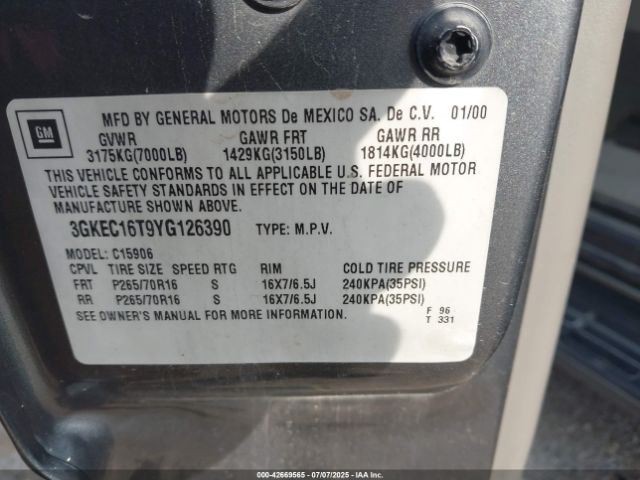 GM
MFD BY GENERAL MOTORS De MEXICO SA. De C.V. 01/00
GVWR GAWR FRT GAWR RR
3175KG(7000LB) 1429KG(3150LB) 1814KG(4000LB)
THIS VEHICLE CONFORMS TO ALL APPLICABLE U.S. FEDERAL MOTOR
VEHICLE SAFETY STANDARDS IN EFFECT ON THE DATE OF
MANUFACTURE SHOWN ABOVE.
3GKEC16T9YG126390 TYPE: M.P.V.
MODEL: C15906
CPVL TIRE SIZE SPEED RTG RIM COLD TIRE PRESSURE
FRT P265/70R16 S 16X7/6.5J 240KPA(35PSI)
RR P265/70R16 S 16X7/6.5J 240KPA(35PSI)
SEE OWNER'S MANUAL FOR MORE INFORMATION. F 96
T 331
000-42669565 - 07/07/2025 - IAA Inc.